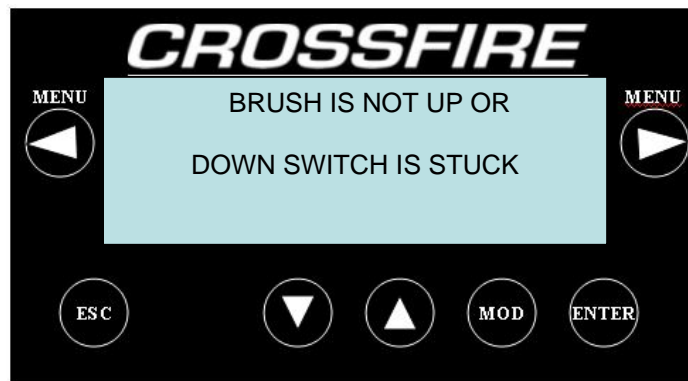 CROSSFIRE
MENU
MENU
BRUSH IS NOT UP OR
DOWN SWITCH IS STUCK
ESC
MOD
ENTER